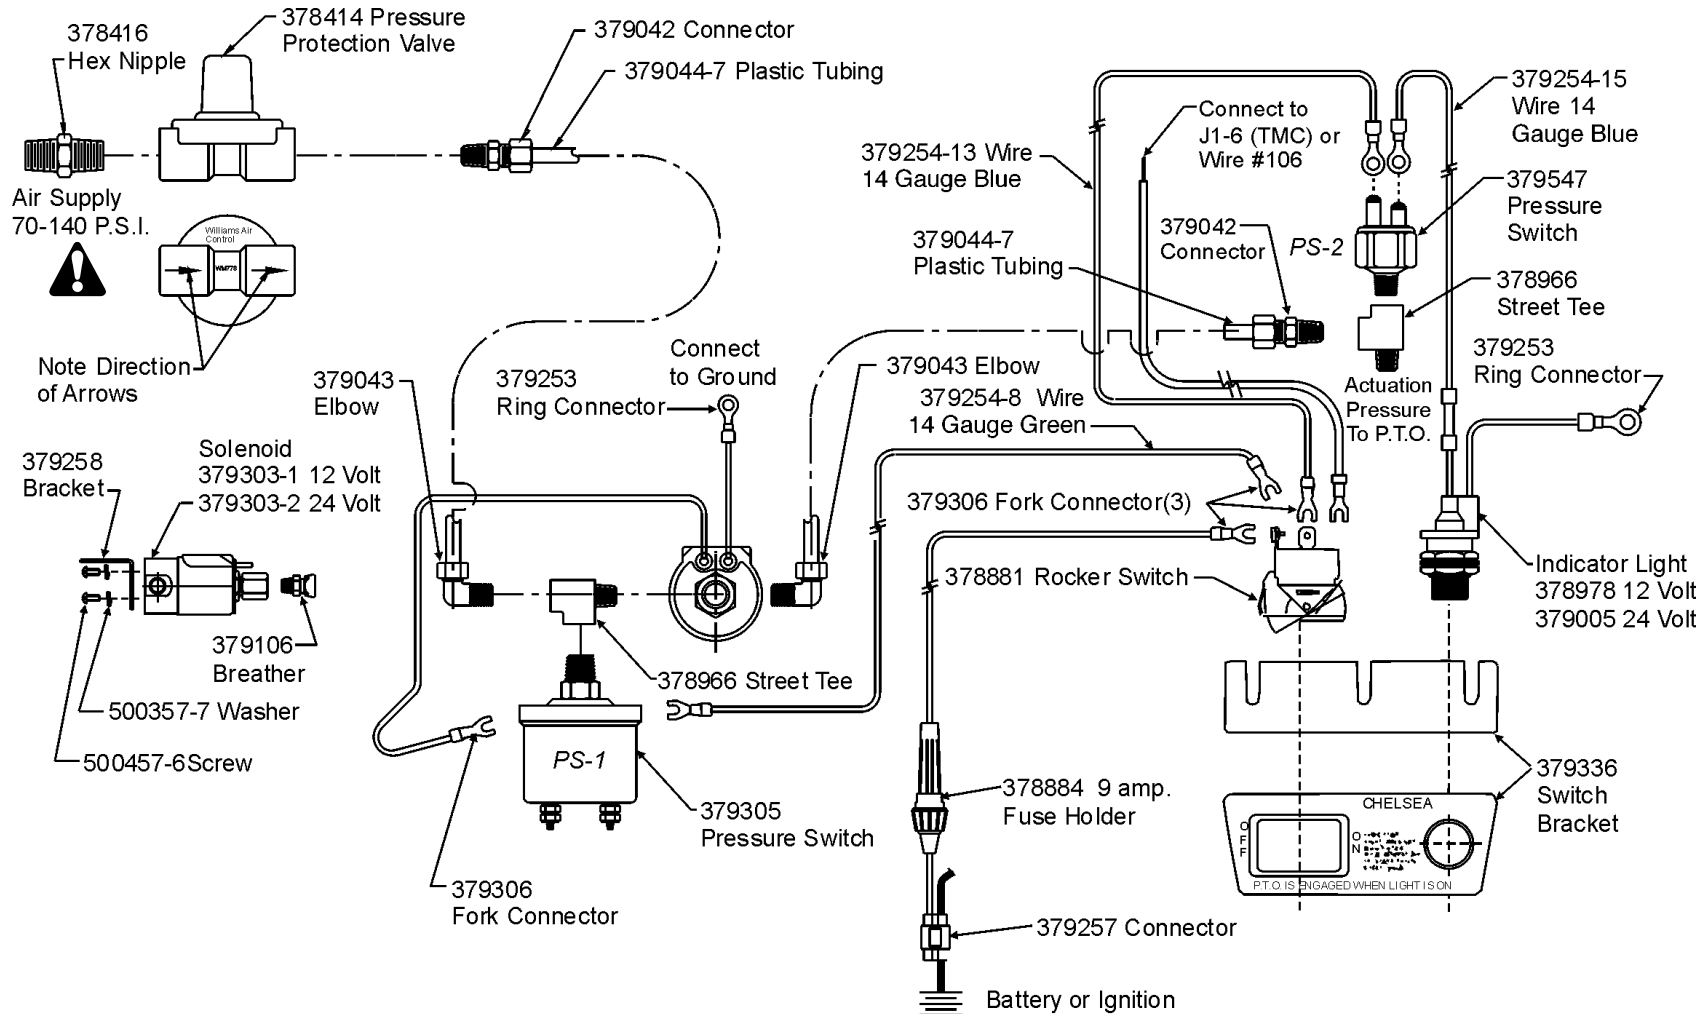 378416
Hex Nipple
378414 Pressure
Protection Valve
379042 Connector
379044-7 Plastic Tubing
Air Supply
70-140 P.S.I.
Williams Air
Control
WM778
Note Direction
of Arrows
379254-13 Wire
14 Gauge Blue
Connect to
J1-6 (TMC) or
Wire #106
379254-15
Wire 14
Gauge Blue
379547
Pressure
Switch
PS-2
379042
Connector
379044-7
Plastic Tubing
378966
Street Tee
379253
Ring Connector
Actuation
Pressure
To P.T.O.
379043
Elbow
379253
Ring Connector
Connect
to Ground
379043 Elbow
379254-8 Wire
14 Gauge Green
379258
Bracket
Solenoid
379303-1 12 Volt
379303-2 24 Volt
379306 Fork Connector(3)
378881 Rocker Switch
Indicator Light
378978 12 Volt
379005 24 Volt
379106
Breather
500357-7 Washer
500457-6Screw
378966 Street Tee
PS-1
379305
Pressure Switch
379306
Fork Connector
378884 9 amp.
Fuse Holder
379257 Connector
Battery or Ignition
379336
Switch
Bracket
CHELSEA
OFF
ON
P.T.O. IS ENGAGED WHEN LIGHT IS ON